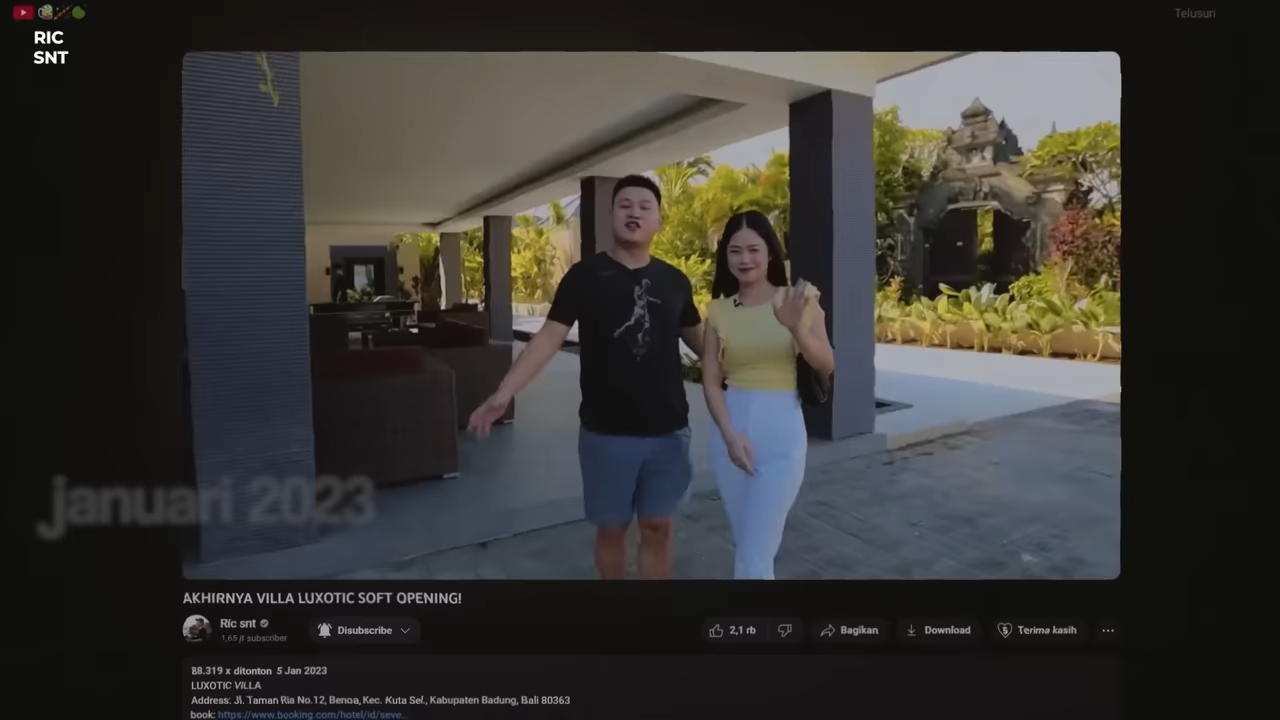 Telusuri
RIC
SNT
januari 2023
AKHIRNYA VILLA LUXOTIC SOFT OPENING!
Ric snt
1,65 jt subscriber
Disubscribe
2,1 rb
Bagikan
Download
Terima kasih
88.319 x ditonton 5 Jan 2023
LUXOTIC VILLA
Address: Jl. Taman Ria No.12, Benoa, Kec. Kuta Sel., Kabupaten Badung, Bali 80363
book: https://www.booking.com/hotel/id/seve...